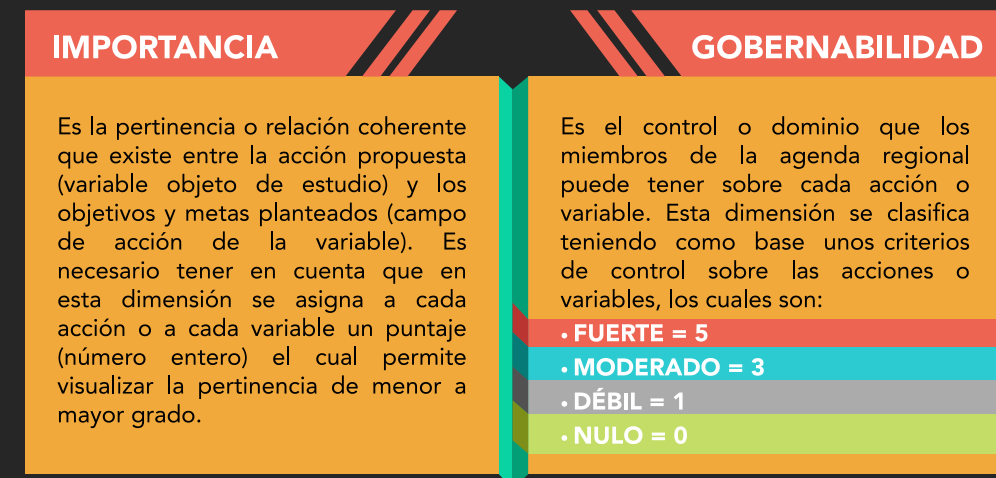 IMPORTANCIA
Es la pertinencia o relación coherente
que existe entre la acción propuesta
(variable objeto de estudio) y los
objetivos y metas planteados (campo
de acción de la variable). Es
necesario tener en cuenta que en
esta dimensión se asigna a cada
acción o a cada variable un puntaje
(número entero) el cual permite
visualizar la pertinencia de menor a
mayor grado.
GOBERNABILIDAD
Es el control o dominio que los
miembros de la agenda regional
puede tener sobre cada acción o
variable. Esta dimensión se clasifica
teniendo como base unos criterios
de control sobre las acciones o
variables, los cuales son:
• FUERTE = 5
• MODERADO = 3
• DÉBIL = 1
• NULO = 0